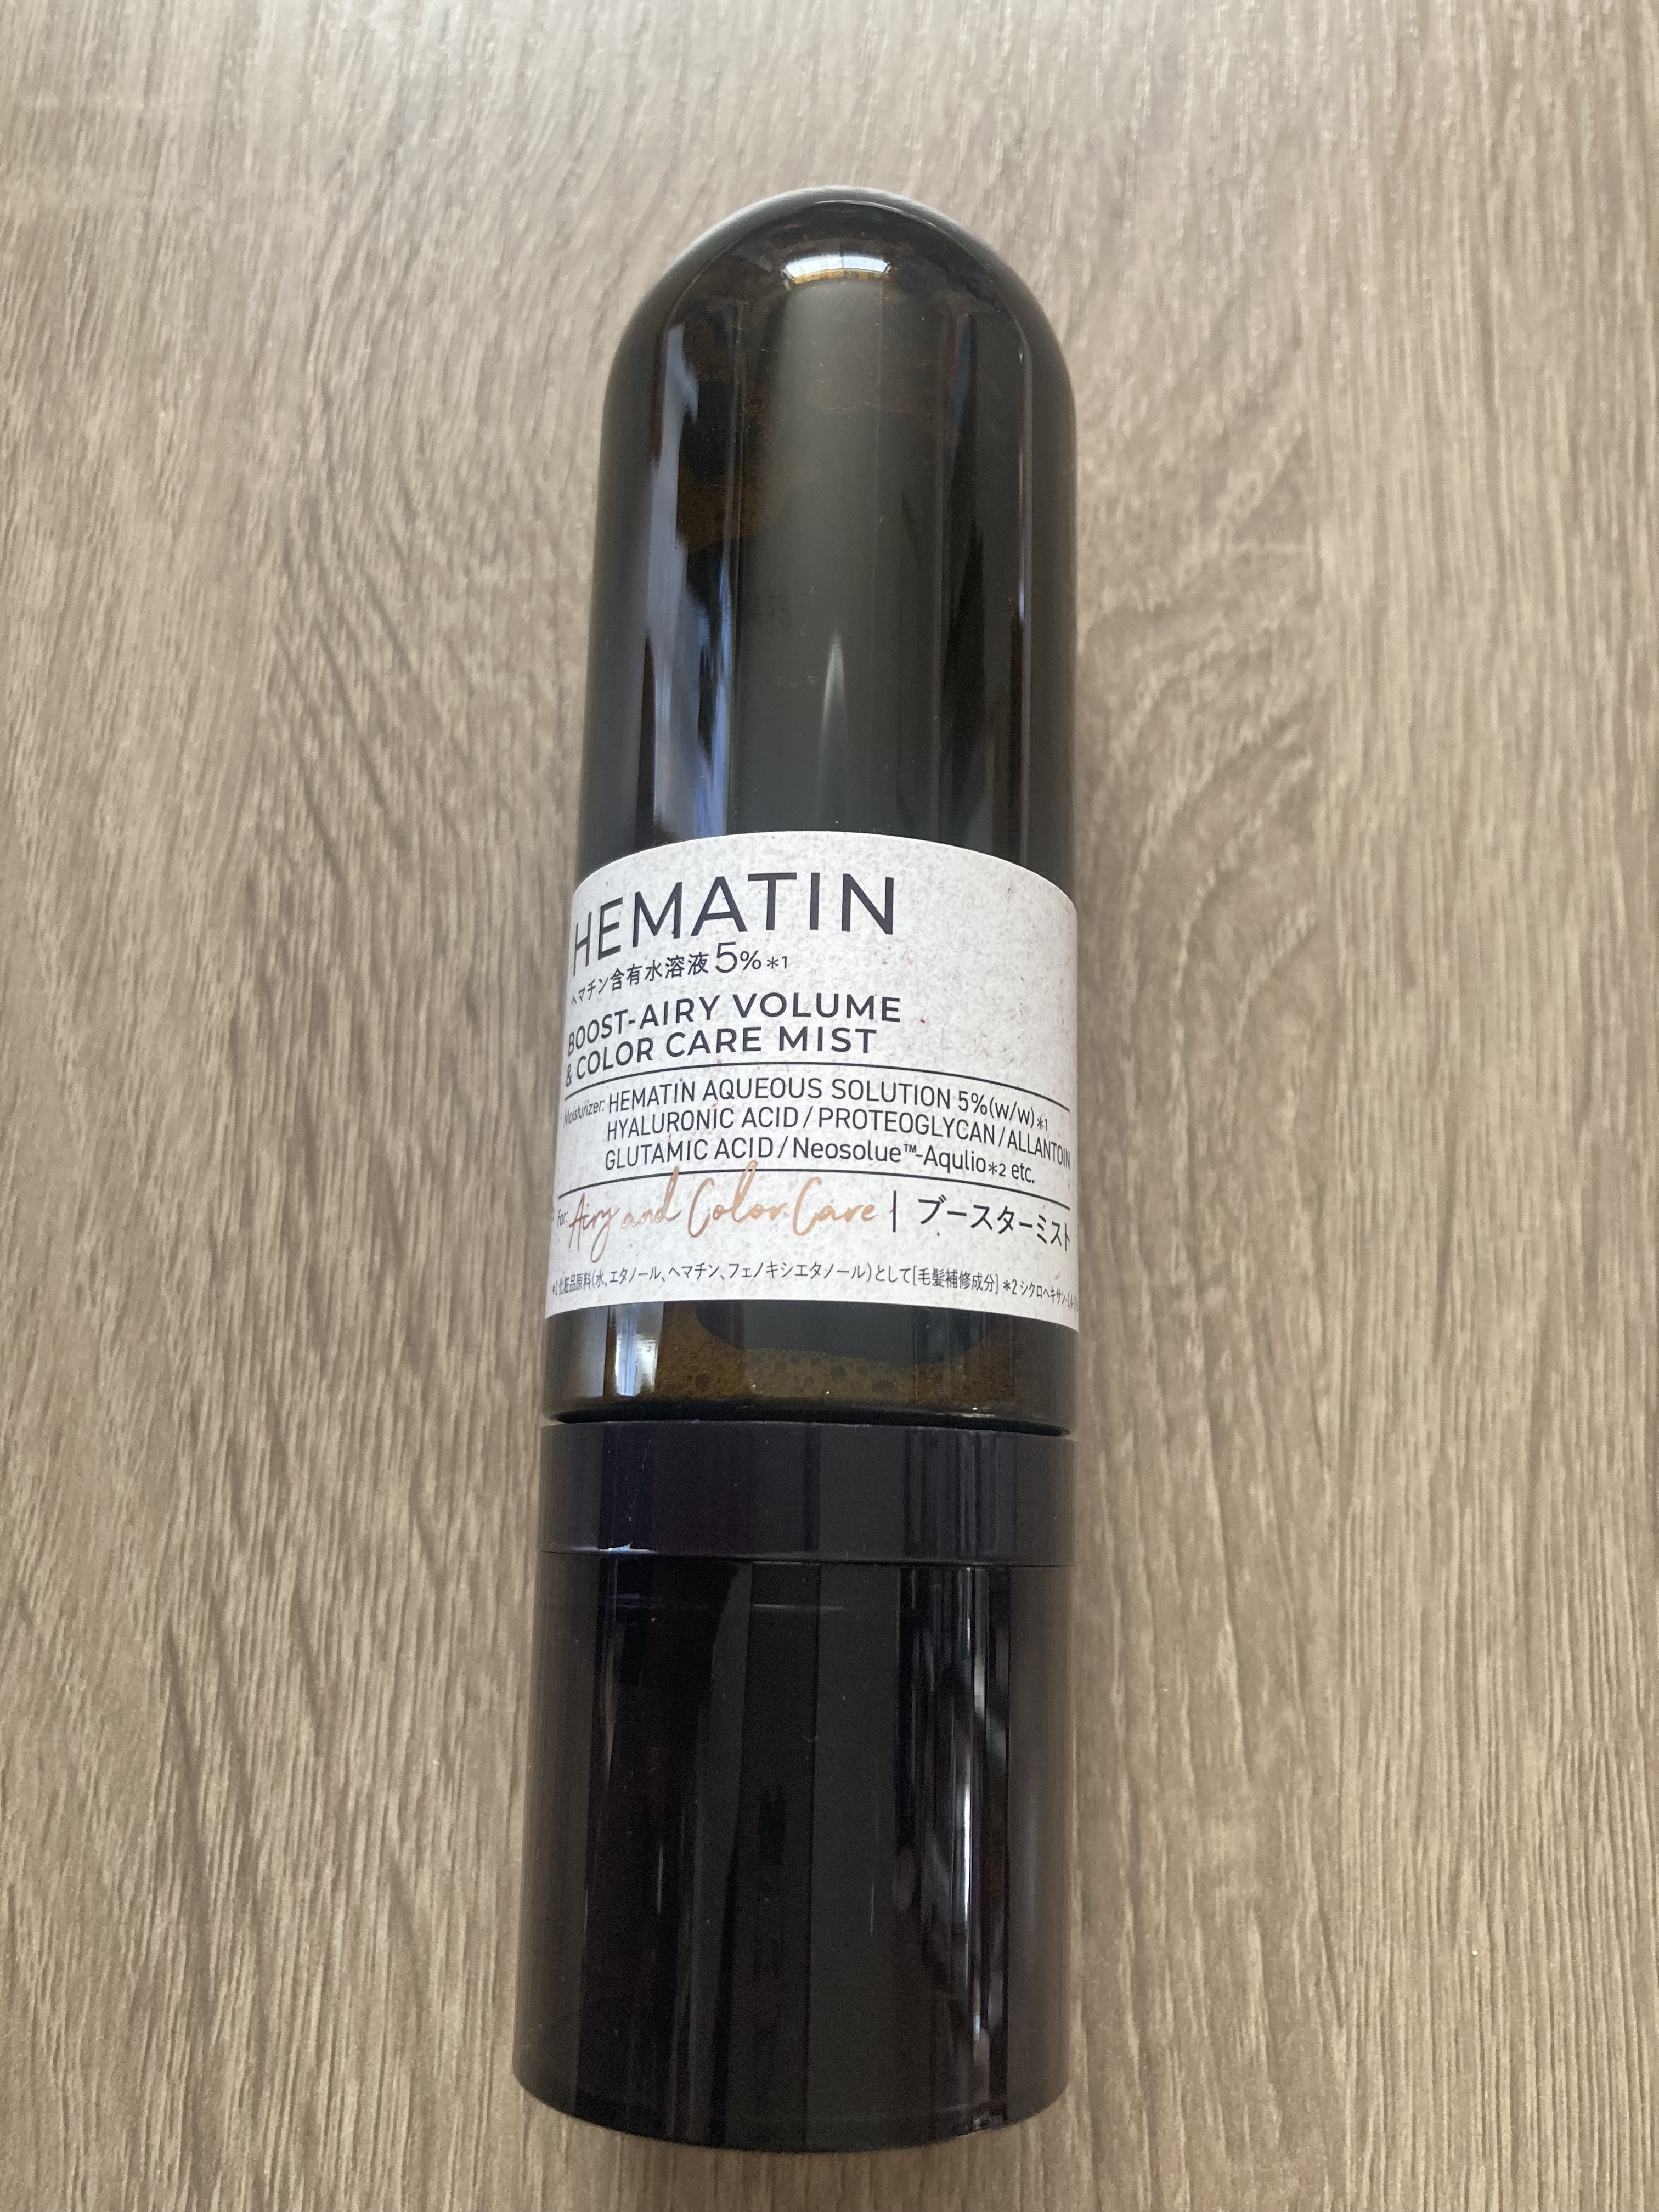 HEMATIN
ヘマチン含有水溶液5%*1
BOOST-AIRY VOLUME
& COLOR CARE MIST
Moisturizer: HEMATIN AQUEOUS SOLUTION 5%(w/w)*1
HYALURONIC ACID / PROTEOGLYCAN / ALLANTOIN
GLUTAMIC ACID / Neosolue™-Aqulio*2 etc.
For: Airy and Color Care | ブースターミスト
*1 化粧品原料(水、エタノール、ヘマチン、フェノキシエタノール)として[毛髪補修成分] *2 シクロヘキサン-1,4-